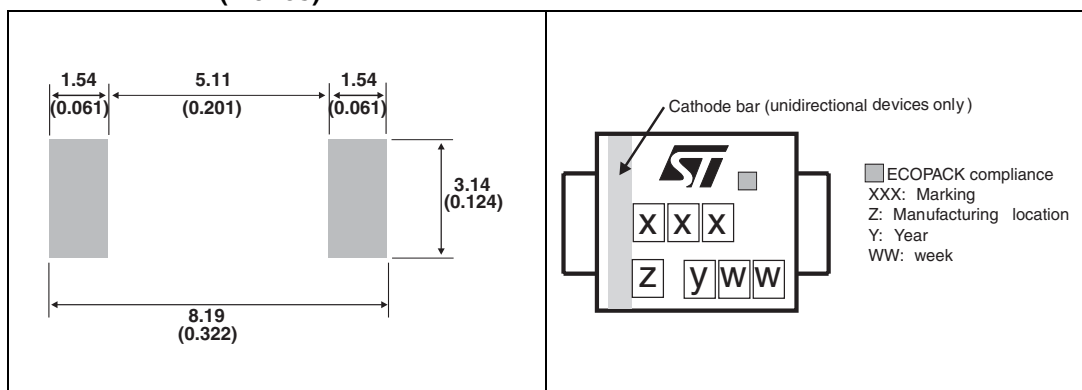 1.54 5.11 1.54
(0.061) (0.201) (0.061)
3.14
(0.124)
8.19
(0.322)
Cathode bar (unidirectional devices only)
ST
x x x
z y w w
ECOPACK compliance
XXX: Marking
Z: Manufacturing location
Y: Year
WW: week